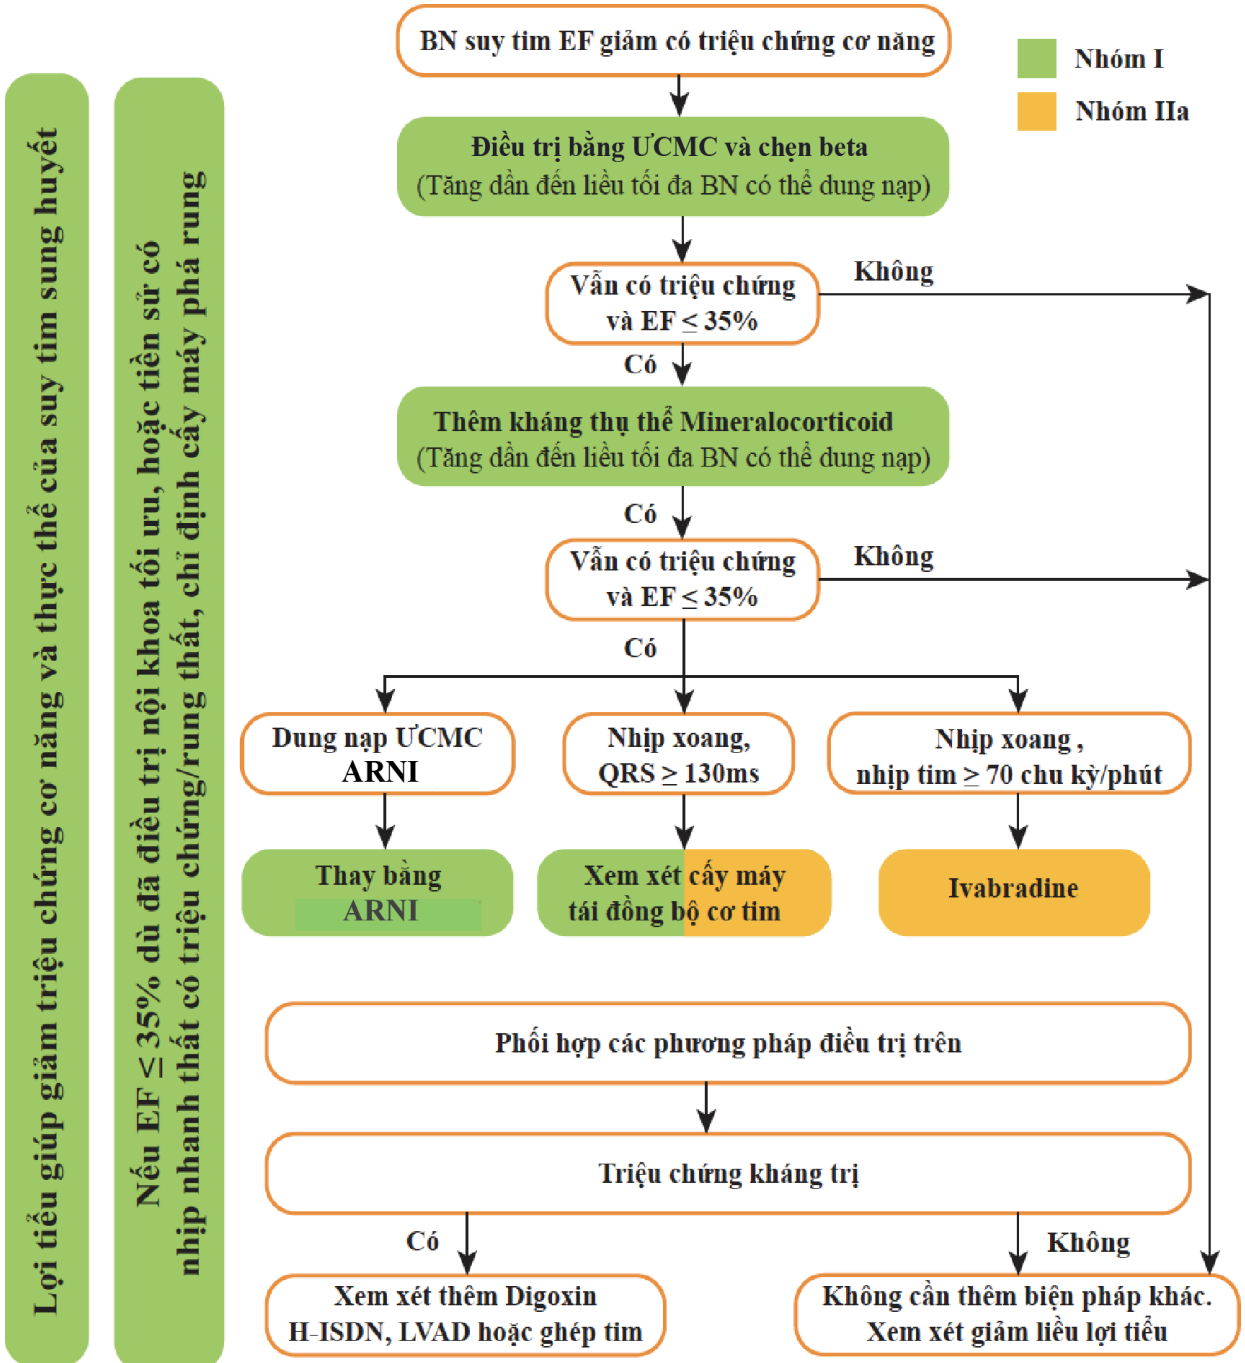 BN suy tim EF giảm có triệu chứng cơ năng
Nhóm I
Nhóm IIa
Lợi tiểu giúp giảm triệu chứng cơ năng và thực thể của suy tim sung huyết
Nếu EF ≤ 35% dù đã điều trị nội khoa tối ưu, hoặc tiền sử có
nhịp nhanh thất có triệu chứng/rung thất, chỉ định cấy máy phá rung
Điều trị bằng ƯCMC và chẹn beta
(Tăng dần đến liều tối đa BN có thể dung nạp)
Vẫn có triệu chứng
và EF ≤ 35%
Không
Có
Thêm kháng thụ thể Mineralocorticoid
(Tăng dần đến liều tối đa BN có thể dung nạp)
Có
Vẫn có triệu chứng
và EF ≤ 35%
Không
Có
Dung nạp ƯCMC
ARNI
Nhịp xoang,
QRS ≥ 130ms
Nhịp xoang ,
nhịp tim ≥ 70 chu kỳ/phút
Thay bằng
ARNI
Xem xét cấy máy
tái đồng bộ cơ tim
Ivabradine
Phối hợp các phương pháp điều trị trên
Triệu chứng kháng trị
Có
Không
Xem xét thêm Digoxin
H-ISDN, LVAD hoặc ghép tim
Không cần thêm biện pháp khác.
Xem xét giảm liều lợi tiểu